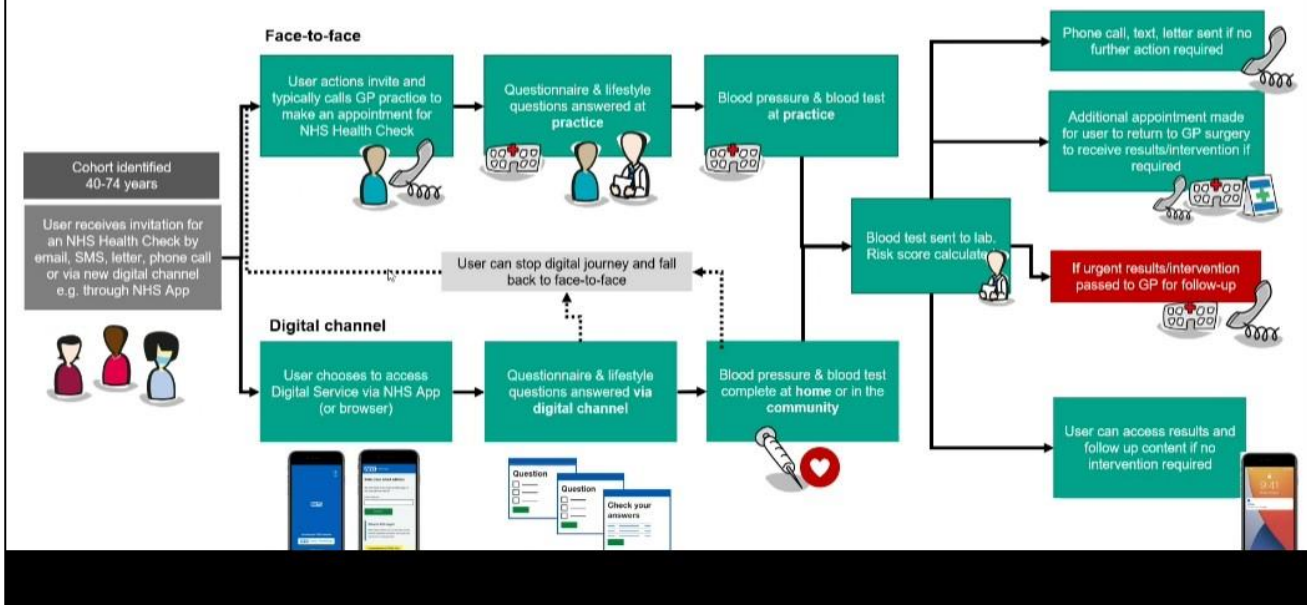 Face-to-face
User actions invite and
typically calls GP practice to
make an appointment for
NHS Health Check
Questionnaire & lifestyle
questions answered at
practice
Blood pressure & blood test
at practice
Phone call, text, letter sent if no
further action required
Additional appointment made
for user to return to GP surgery
to receive results/intervention if
required
Cohort identified
40-74 years
User receives invitation for
an NHS Health Check by
email, SMS, letter, phone call
or via new digital channel
e.g. through NHS App
User can stop digital journey and fall
back to face-to-face
Blood test sent to lab.
Risk score calculate
If urgent results/intervention
passed to GP for follow-up
Digital channel
User chooses to access
Digital Service via NHS App
(or browser)
Questionnaire & lifestyle
questions answered via
digital channel
Blood pressure & blood test
complete at home or in the
community
User can access results and
follow up content if no
intervention required
Question
Question
Check your
answers
9:41